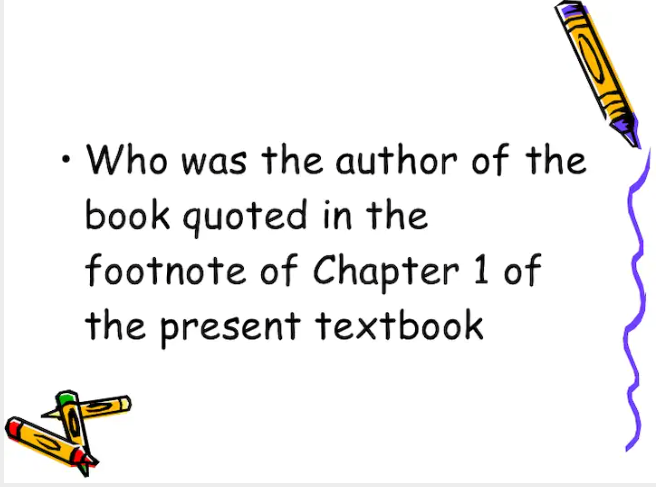 • Who was the author of the
book quoted in the
footnote of Chapter 1 of
the present textbook